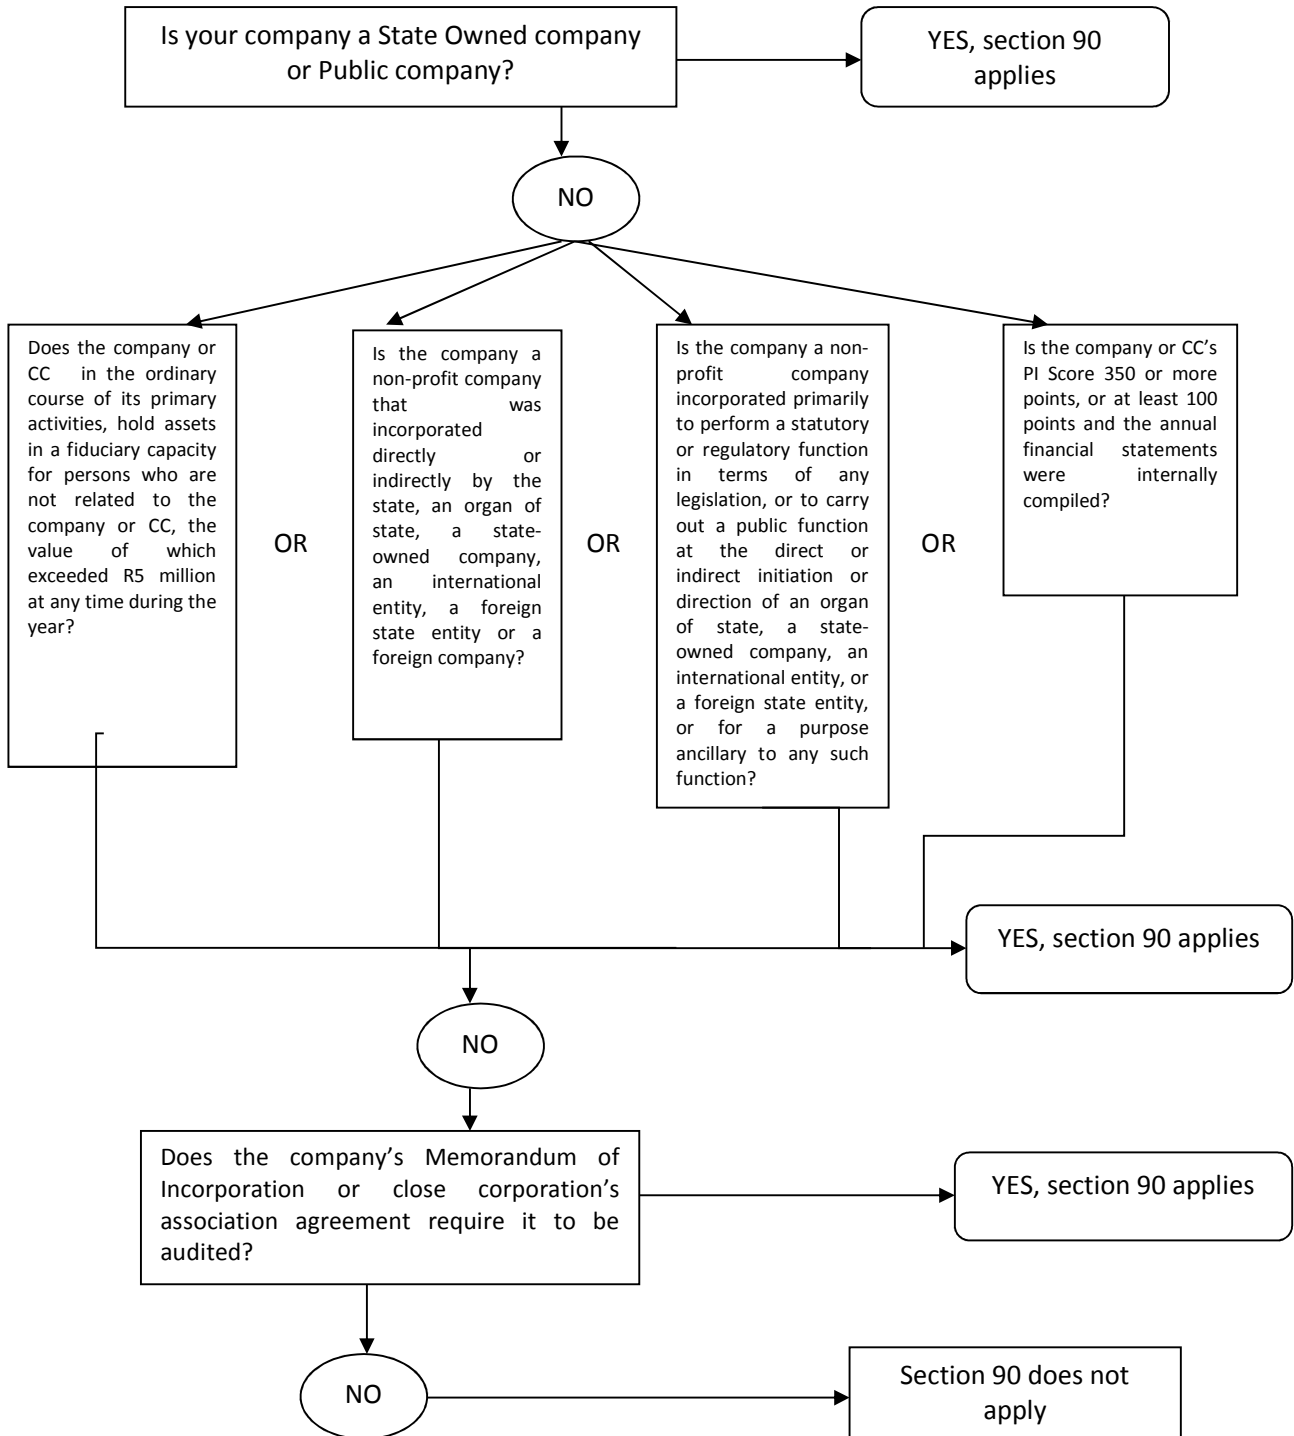 Is your company a State Owned company
or Public company?
YES, section 90
applies
NO
Does the company or
CC in the ordinary
course of its primary
activities, hold assets
in a fiduciary capacity
for persons who are
not related to the
company or CC, the
value of which
exceeded R5 million
at any time during the
year?
OR
Is the company a
non-profit company
that was
incorporated
directly or
indirectly by the
state, an organ of
state, a state-
owned company,
an international
entity, a foreign
state entity or a
foreign company?
OR
Is the company a non-
profit company
incorporated primarily
to perform a statutory
or regulatory function
in terms of any
legislation, or to carry
out a public function
at the direct or
indirect initiation or
direction of an organ
of state, a state-
owned company, an
international entity, or
a foreign state entity,
or for a purpose
ancillary to any such
function?
OR
Is the company or CC’s
PI Score 350 or more
points, or at least 100
points and the annual
financial statements
were internally
compiled?
YES, section 90 applies
NO
Does the company’s Memorandum of
Incorporation or close corporation’s
association agreement require it to be
audited?
YES, section 90 applies
NO
Section 90 does not
apply